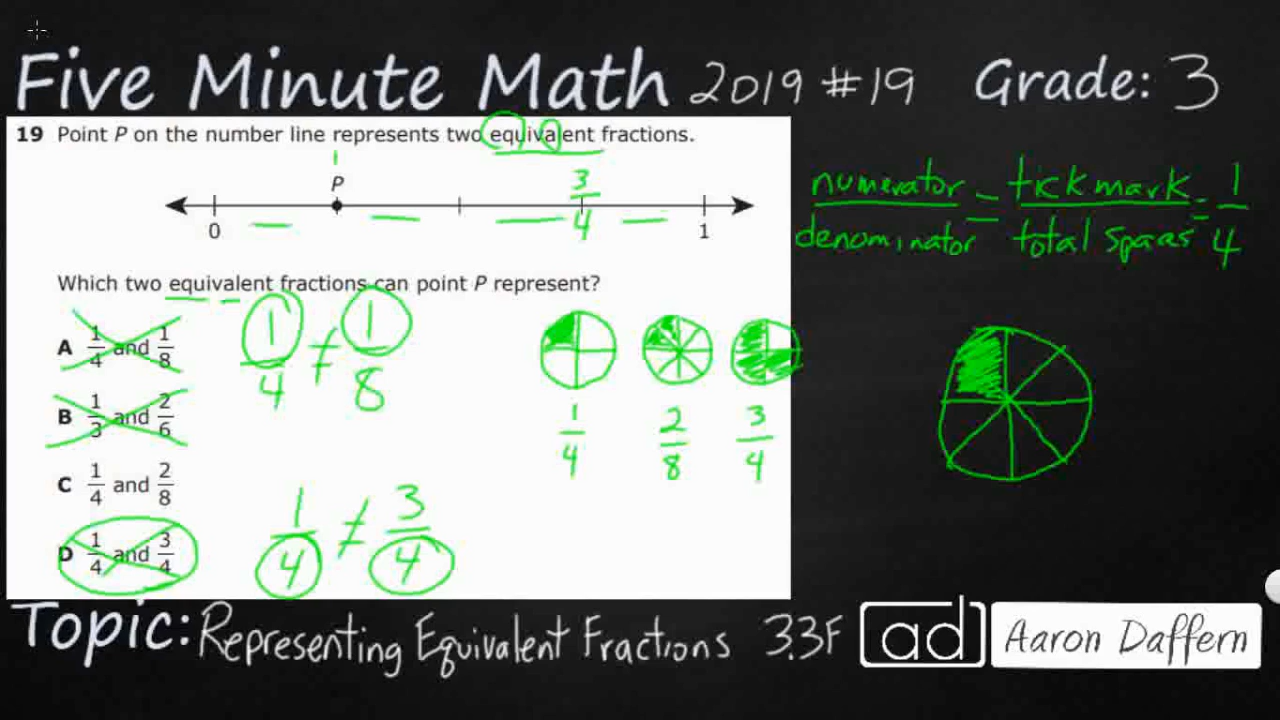 Five Minute Math 2019 #19 Grade: 3
19 Point P on the number line represents two equivalent fractions.
1
P
3/4
0 1
numerator/denominator = tick mark/total spaces = 1/4
Which two equivalent fractions can point P represent?
A 1/4 and 1/8
1/4 ≠ 1/8
B 1/3 and 2/6
1/4 2/8 3/4
C 1/4 and 2/8
D 1/4 and 3/4
1/4 ≠ 3/4
Topic: Representing Equivalent Fractions 3.3F ad Aaron Daffern